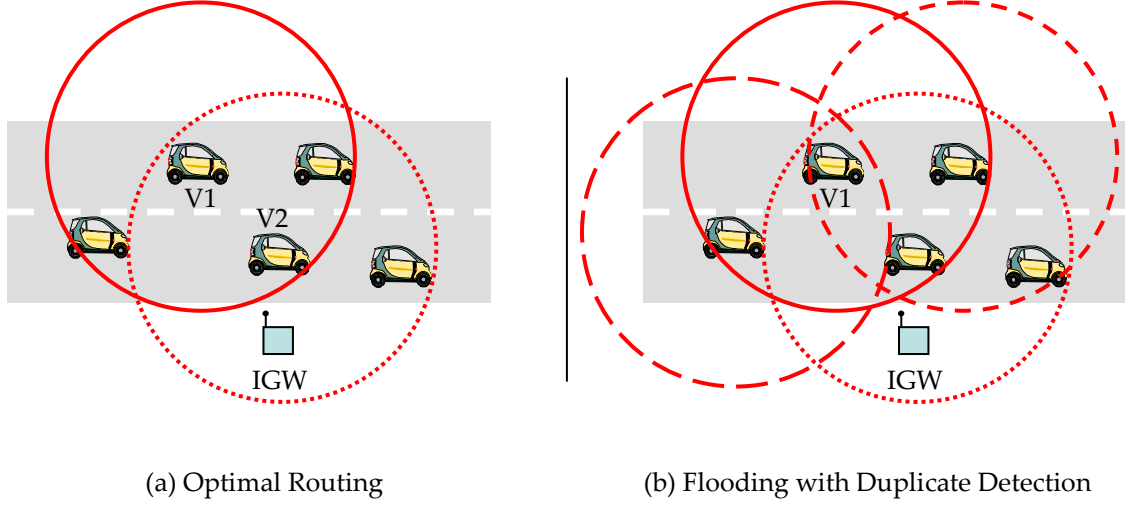 V1
V2
IGW
(a) Optimal Routing
V1
IGW
(b) Flooding with Duplicate Detection